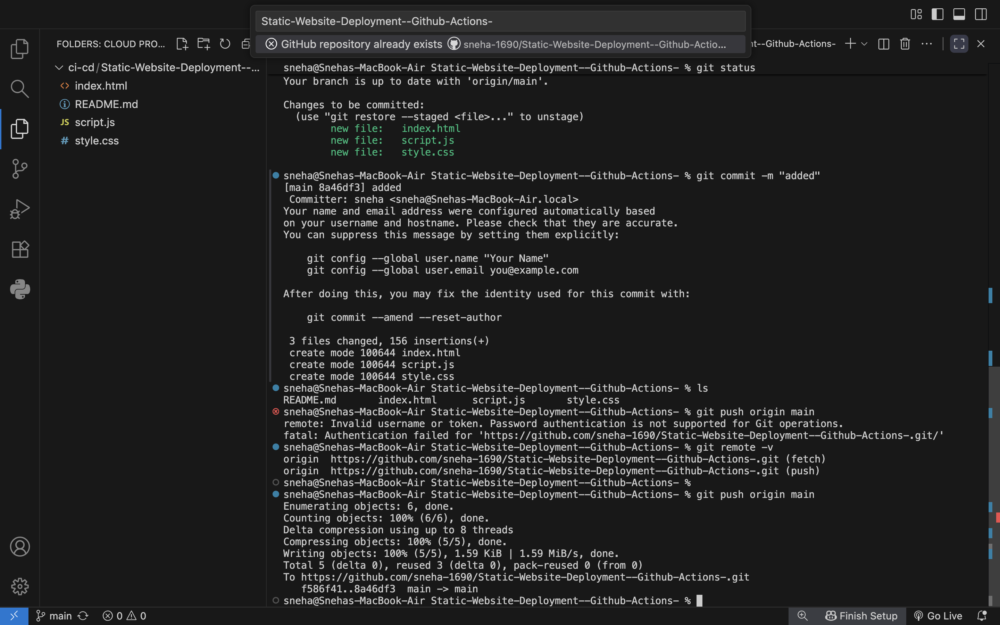 Static-Website-Deployment--Github-Actions-
GitHub repository already exists sneha-1690/Static-Website-Deployment--Github-Actio...
FOLDERS: CLOUD PRO...
t--Github-Actions-
ci-cd/Static-Website-Deployment--...
index.html
README.md
JS script.js
# style.css
sneha@Snehas-MacBook-Air Static-Website-Deployment--Github-Actions- % git status
Your branch is up to date with 'origin/main'.
Changes to be committed:
(use "git restore --staged <file>..." to unstage)
new file: index.html
new file: script.js
new file: style.css
sneha@Snehas-MacBook-Air Static-Website-Deployment--Github-Actions- % git commit -m "added"
[main 8a46df3] added
Committer: sneha <sneha@Snehas-MacBook-Air.local>
Your name and email address were configured automatically based
on your username and hostname. Please check that they are accurate.
You can suppress this message by setting them explicitly:
git config --global user.name "Your Name"
git config --global user.email you@example.com
After doing this, you may fix the identity used for this commit with:
git commit --amend --reset-author
3 files changed, 156 insertions(+)
create mode 100644 index.html
create mode 100644 script.js
create mode 100644 style.css
sneha@Snehas-MacBook-Air Static-Website-Deployment--Github-Actions- % ls
README.md index.html script.js style.css
sneha@Snehas-MacBook-Air Static-Website-Deployment--Github-Actions- % git push origin main
remote: Invalid username or token. Password authentication is not supported for Git operations.
fatal: Authentication failed for 'https://github.com/sneha-1690/Static-Website-Deployment--Github-Actions-.git/'
sneha@Snehas-MacBook-Air Static-Website-Deployment--Github-Actions- % git remote -v
origin https://github.com/sneha-1690/Static-Website-Deployment--Github-Actions-.git (fetch)
origin https://github.com/sneha-1690/Static-Website-Deployment--Github-Actions-.git (push)
sneha@Snehas-MacBook-Air Static-Website-Deployment--Github-Actions- %
sneha@Snehas-MacBook-Air Static-Website-Deployment--Github-Actions- % git push origin main
Enumerating objects: 6, done.
Counting objects: 100% (6/6), done.
Delta compression using up to 8 threads
Compressing objects: 100% (5/5), done.
Writing objects: 100% (5/5), 1.59 KiB | 1.59 MiB/s, done.
Total 5 (delta 0), reused 3 (delta 0), pack-reused 0 (from 0)
To https://github.com/sneha-1690/Static-Website-Deployment--Github-Actions-.git
f586f41..8a46df3 main -> main
sneha@Snehas-MacBook-Air Static-Website-Deployment--Github-Actions- %
main 0 0 Finish Setup Go Live